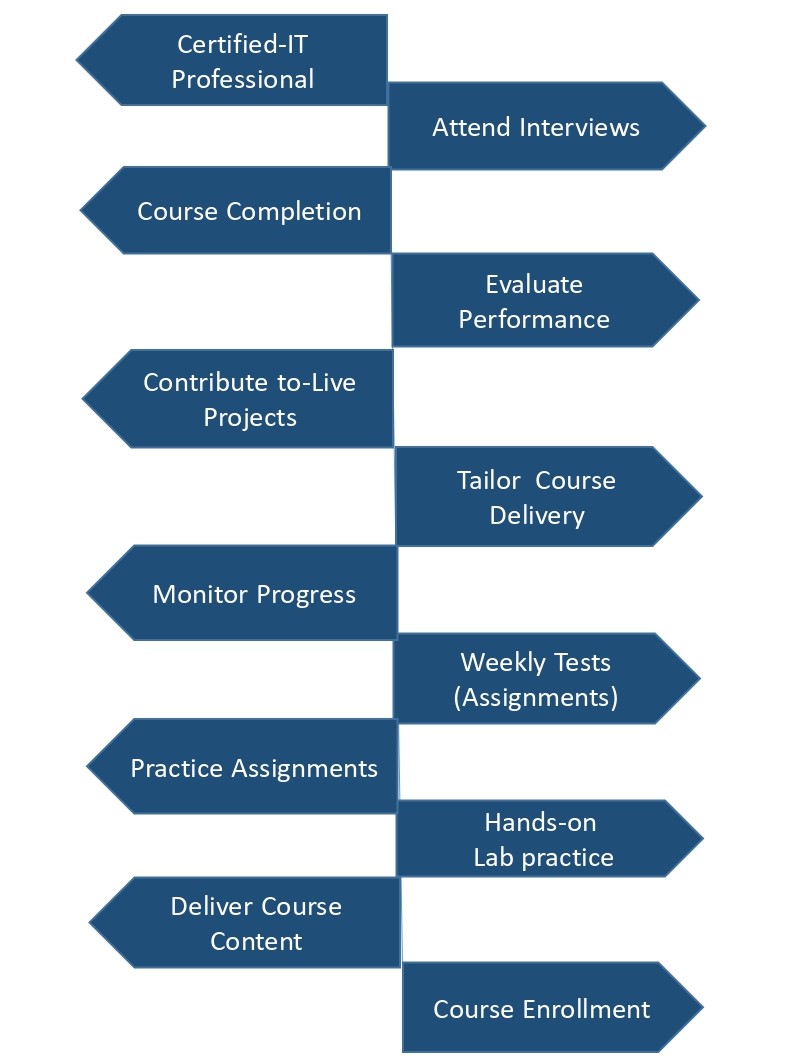 Certified-IT
Professional
Attend Interviews
Course Completion
Evaluate
Performance
Contribute to-Live
Projects
Tailor  Course
Delivery
Monitor Progress
Weekly Tests
(Assignments)
Practice Assignments
Hands-on
Lab practice
Deliver Course
Content
Course Enrollment